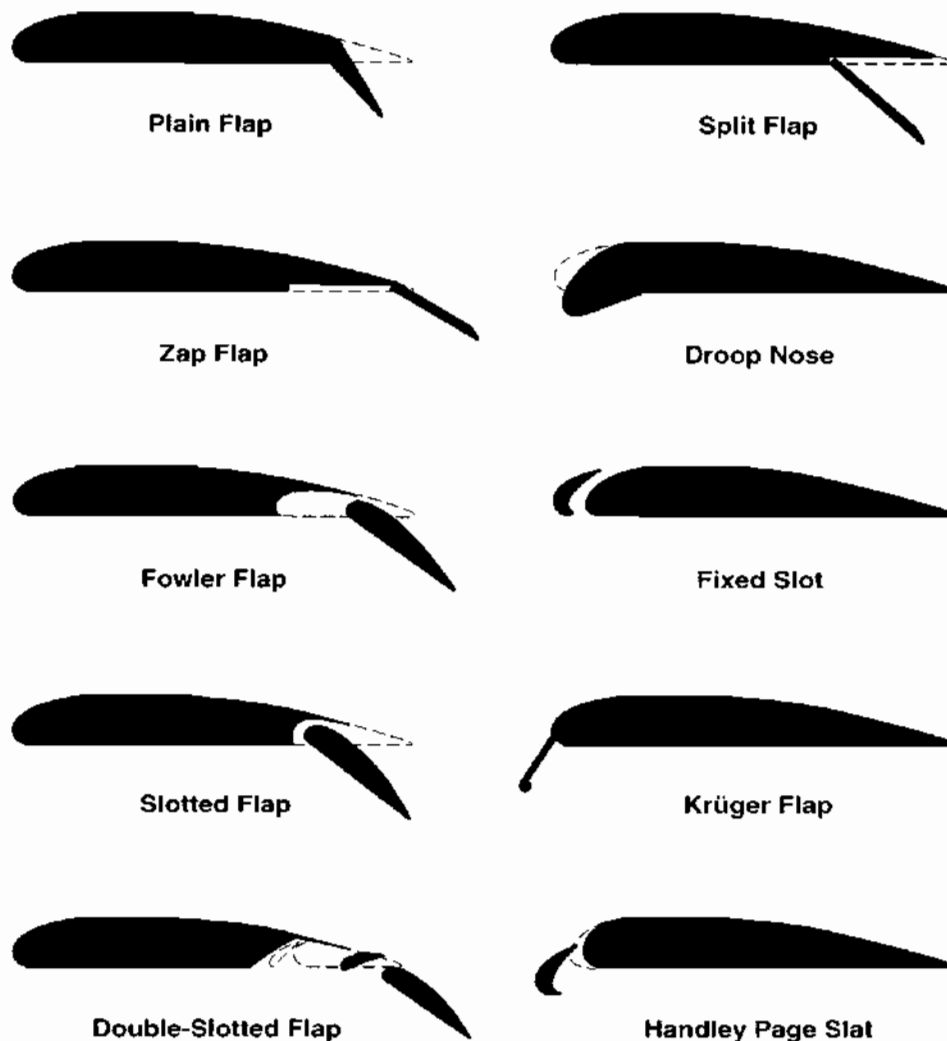 Plain Flap
Split Flap
Zap Flap
Droop Nose
Fowler Flap
Fixed Slot
Slotted Flap
Krüger Flap
Double-Slotted Flap
Handley Page Slat